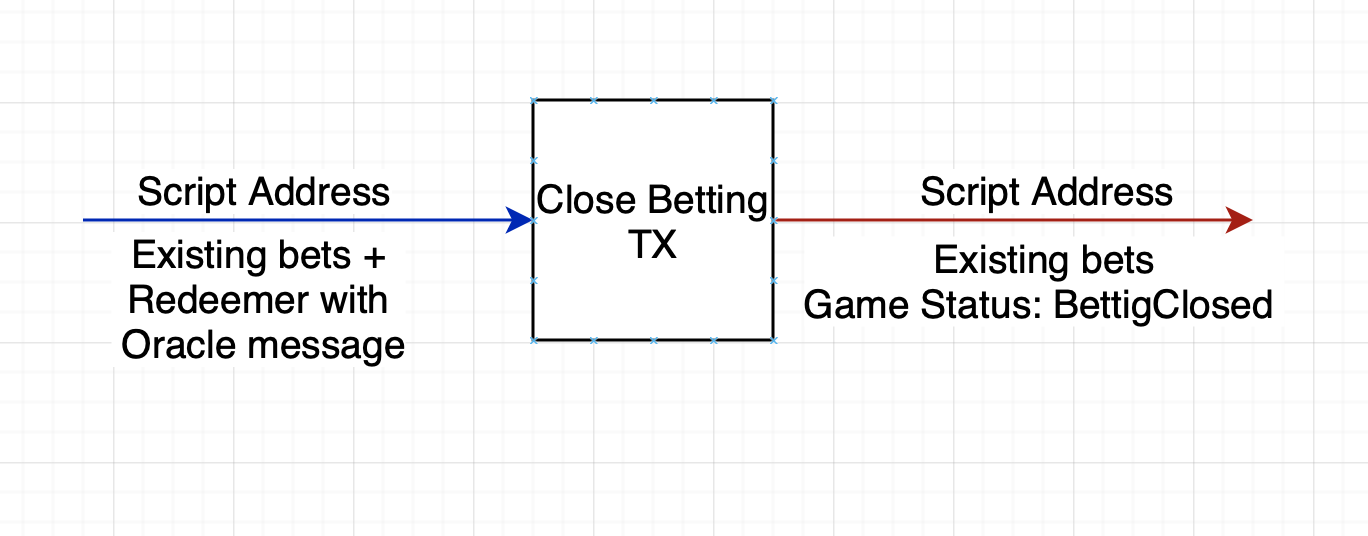 Script Address
Existing bets +
Redeemer with
Oracle message
Close Betting
TX
Script Address
Existing bets
Game Status: BettigClosed